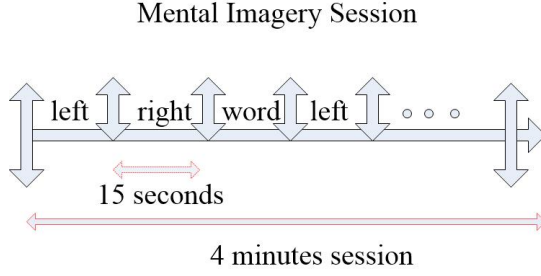 Mental Imagery Session
left right word left
15 seconds
4 minutes session